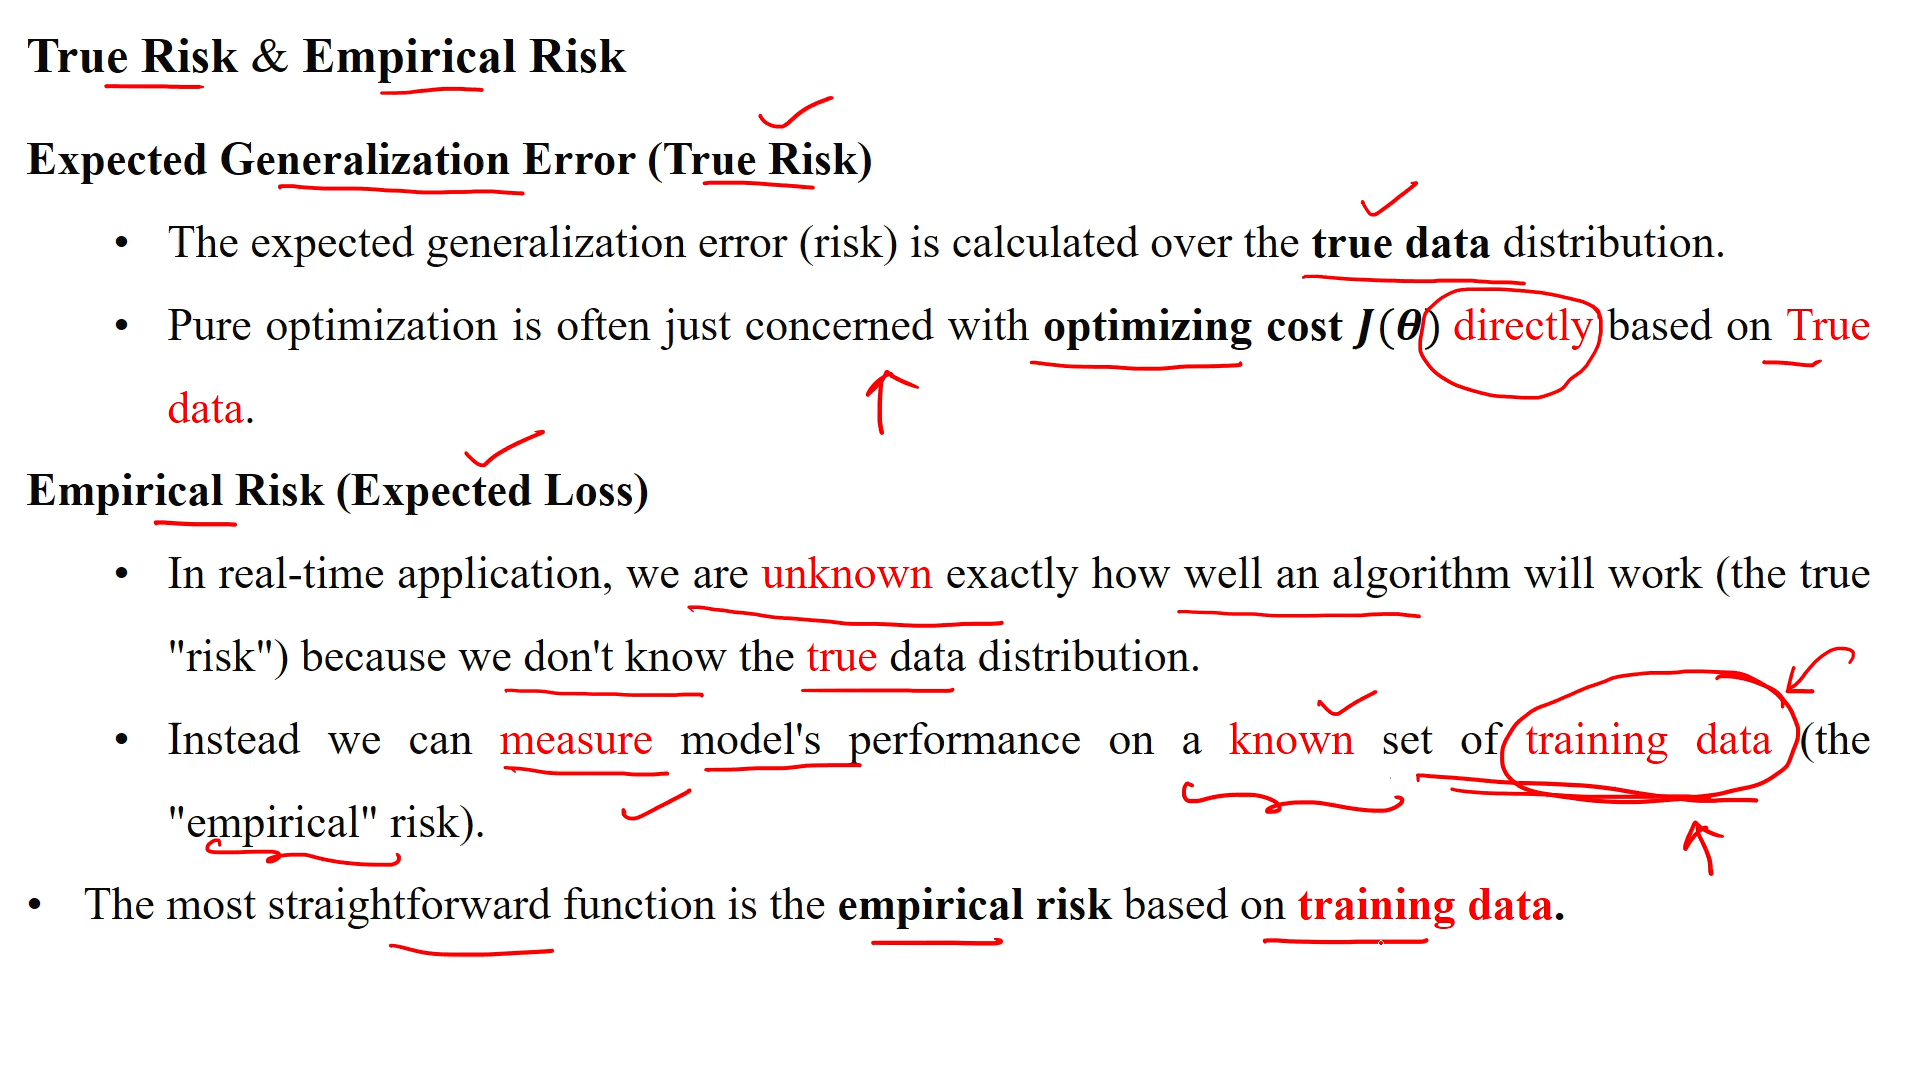 True Risk & Empirical Risk
Expected Generalization Error (True Risk)
• The expected generalization error (risk) is calculated over the true data distribution.
• Pure optimization is often just concerned with optimizing cost J(θ) directly based on True
data.
Empirical Risk (Expected Loss)
• In real-time application, we are unknown exactly how well an algorithm will work (the true
"risk") because we don't know the true data distribution.
• Instead we can measure model's performance on a known set of training data (the
"empirical" risk).
• The most straightforward function is the empirical risk based on training data.